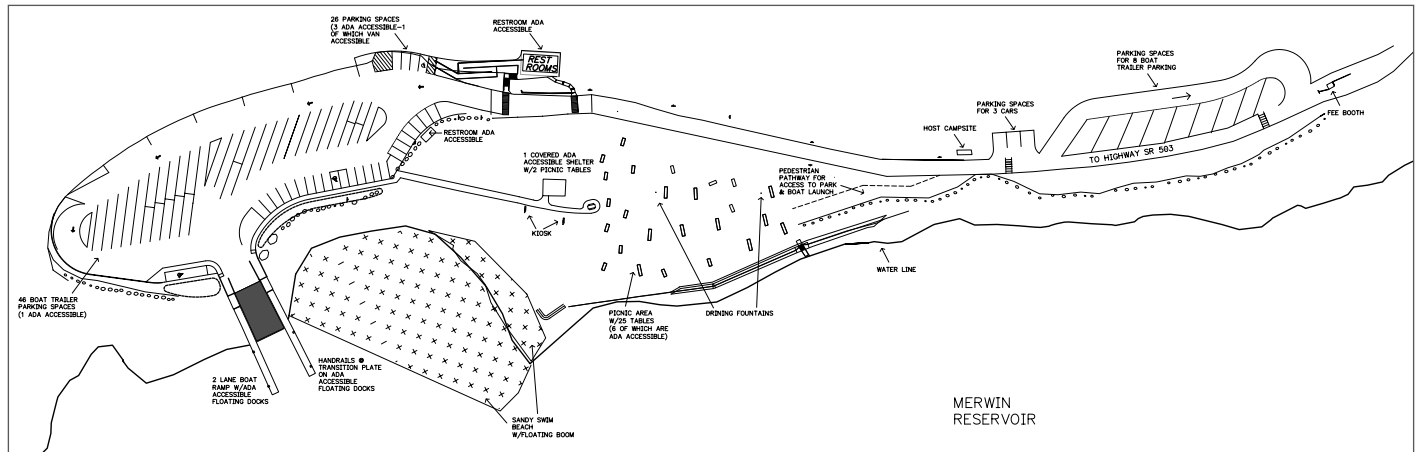 26 PARKING SPACES
(3 ADA ACCESSIBLE-1
OF WHICH VAN
ACCESSIBLE
RESTROOM ADA
ACCESSIBLE
REST
ROOMS
PARKING SPACES
FOR 8 BOAT
TRAILER PARKING
PARKING SPACES
FOR 3 CARS
FEE BOOTH
HOST CAMPSITE
TO HIGHWAY SR 503
RESTROOM ADA
ACCESSIBLE
1 COVERED ADA
ACCESSIBLE SHELTER
W/2 PICNIC TABLES
PEDESTRIAN
PATHWAY FOR
ACCESS TO PARK
& BOAT LAUNCH
KIOSK
WATER LINE
46 BOAT TRAILER
PARKING SPACES
(1 ADA ACCESSIBLE)
PICNIC AREA
W/25 TABLES
(6 OF WHICH ARE
ADA ACCESSIBLE)
DRINING FOUNTAINS
HANDRAILS @
TRANSITION PLATE
ON ADA
ACCESSIBLE
FLOATING DOCKS
2 LANE BOAT
RAMP W/ADA
ACCESSIBLE
FLOATING DOCKS
SANDY SWIM
BEACH
W/FLOATING BOOM
MERWIN
RESERVOIR